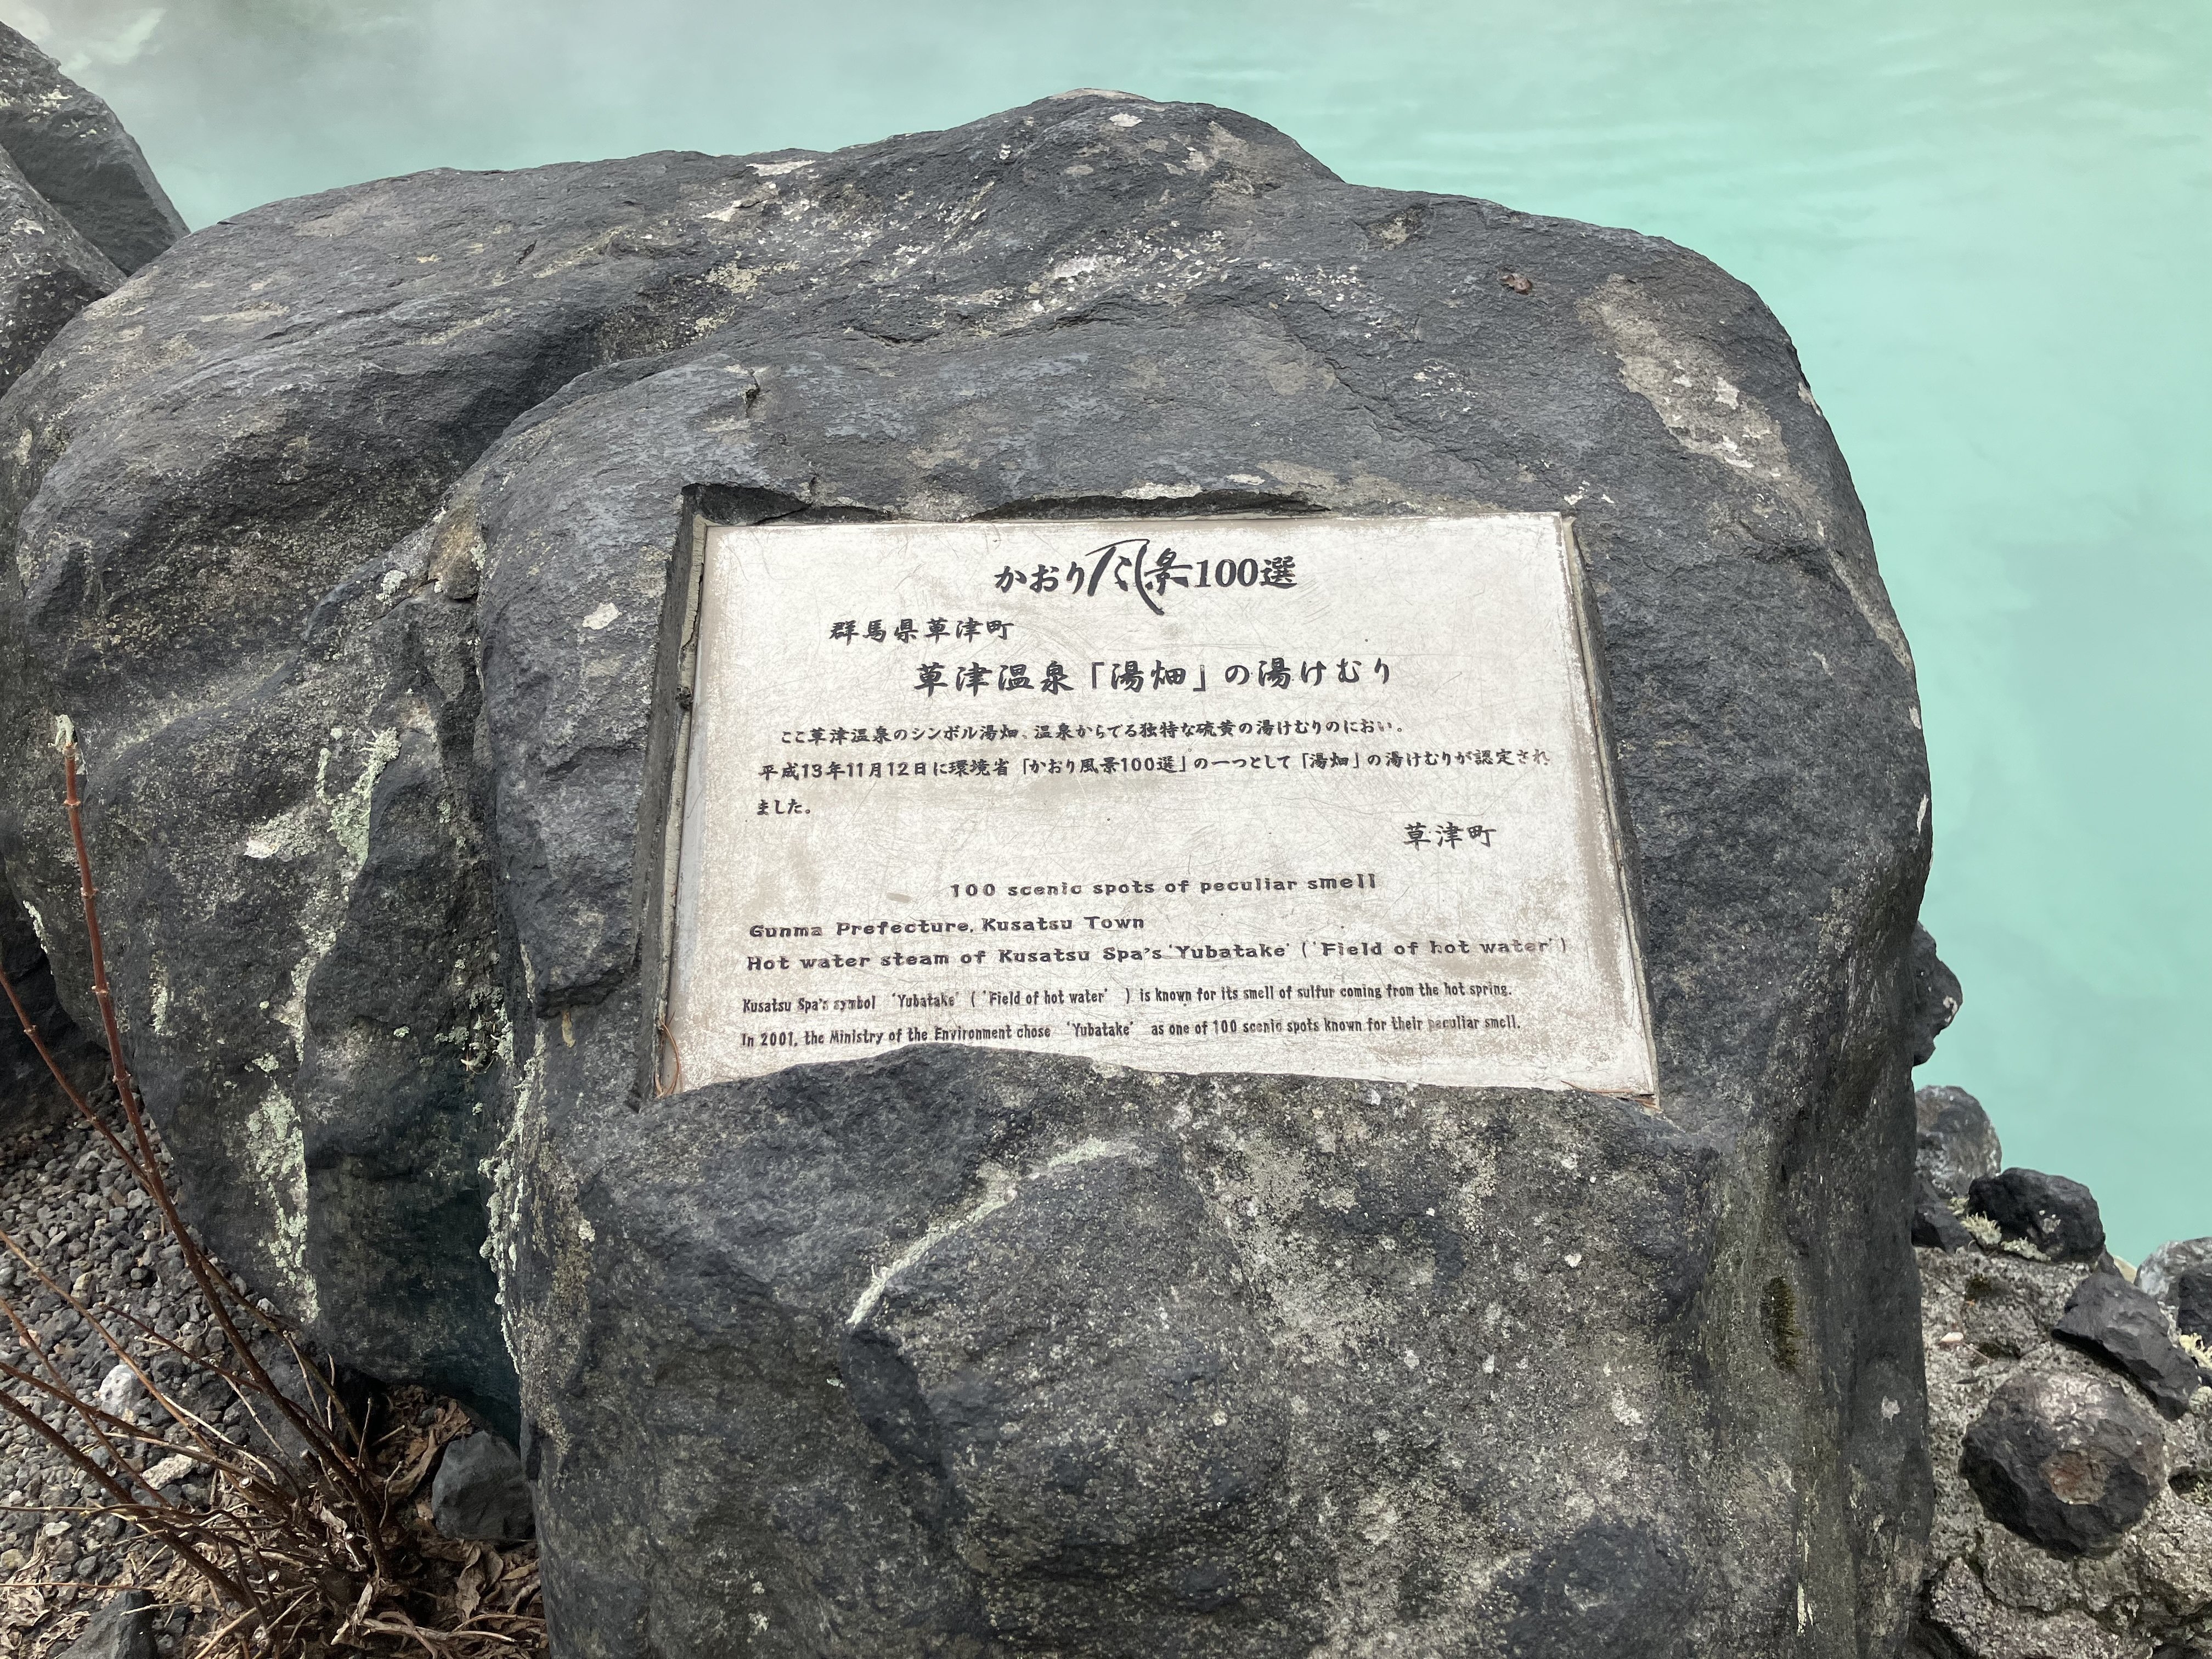 かおり風景100選
群馬県草津町
草津温泉「湯畑」の湯けむり
ここ草津温泉のシンボル湯畑、温泉からでる独特な硫黄の湯けむりのにおい。
平成13年11月12日に環境省「かおり風景100選」の一つとして「湯畑」の湯けむりが認定され
ました。
草津町
100 scenic spots of peculiar smell
Gunma Prefecture, Kusatsu Town
Hot water steam of Kusatsu Spa's 'Yubatake' ('Field of hot water')
Kusatsu Spa's symbol 'Yubatake' ('Field of hot water' ) is known for its smell of sulfur coming from the hot spring.
In 2001, the Ministry of the Environment chose 'Yubatake' as one of 100 scenic spots known for their peculiar smell.